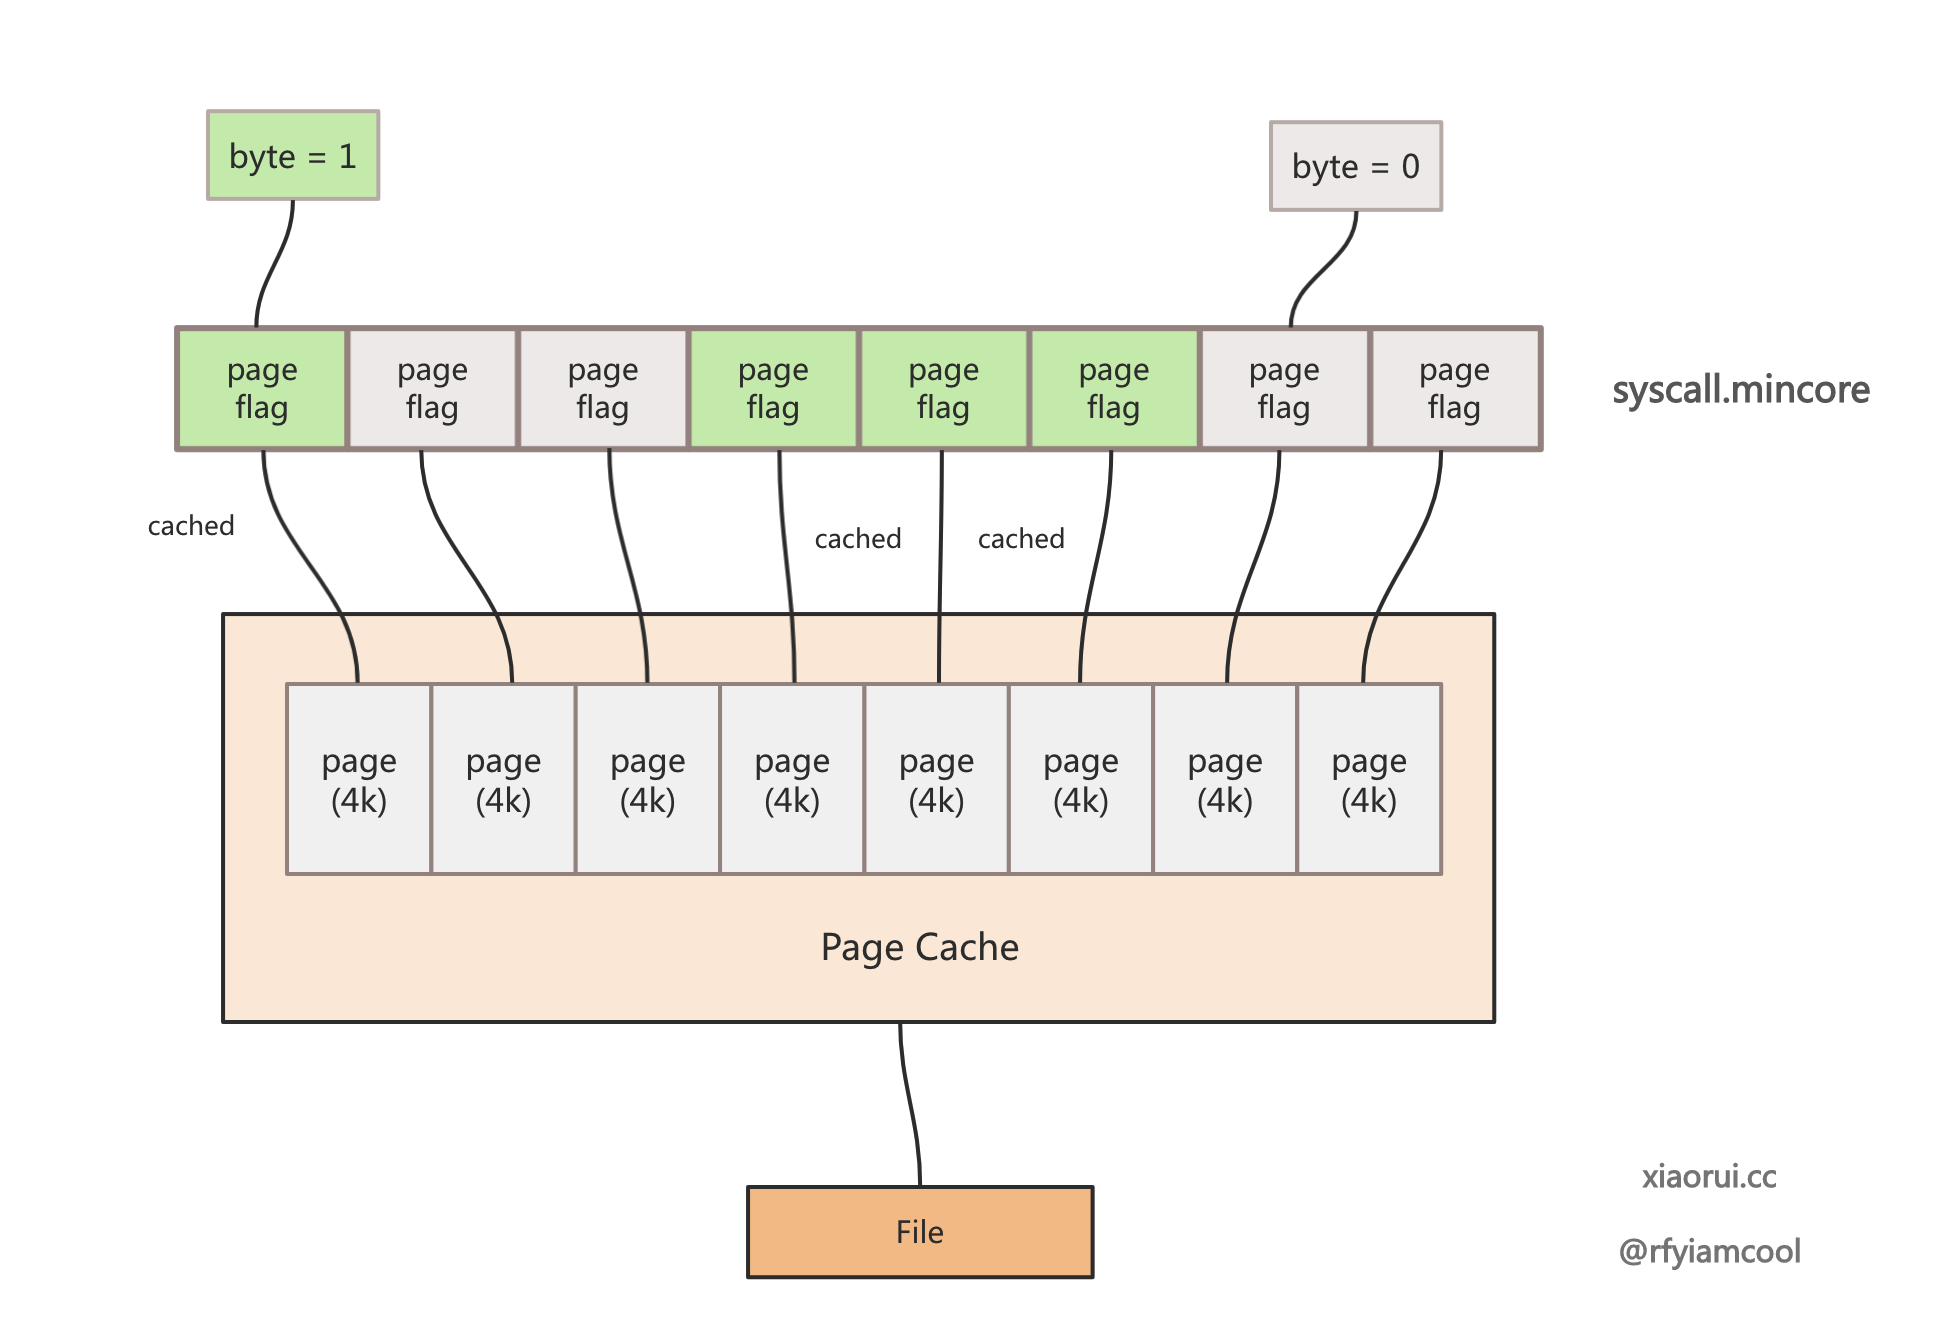 byte = 1
byte = 0
page
flag
page
flag
page
flag
page
flag
page
flag
page
flag
page
flag
page
flag
syscall.mincore
cached
cached
cached
page
(4k)
page
(4k)
page
(4k)
page
(4k)
page
(4k)
page
(4k)
page
(4k)
page
(4k)
Page Cache
File
xiaorui.cc
@rfyiamcool